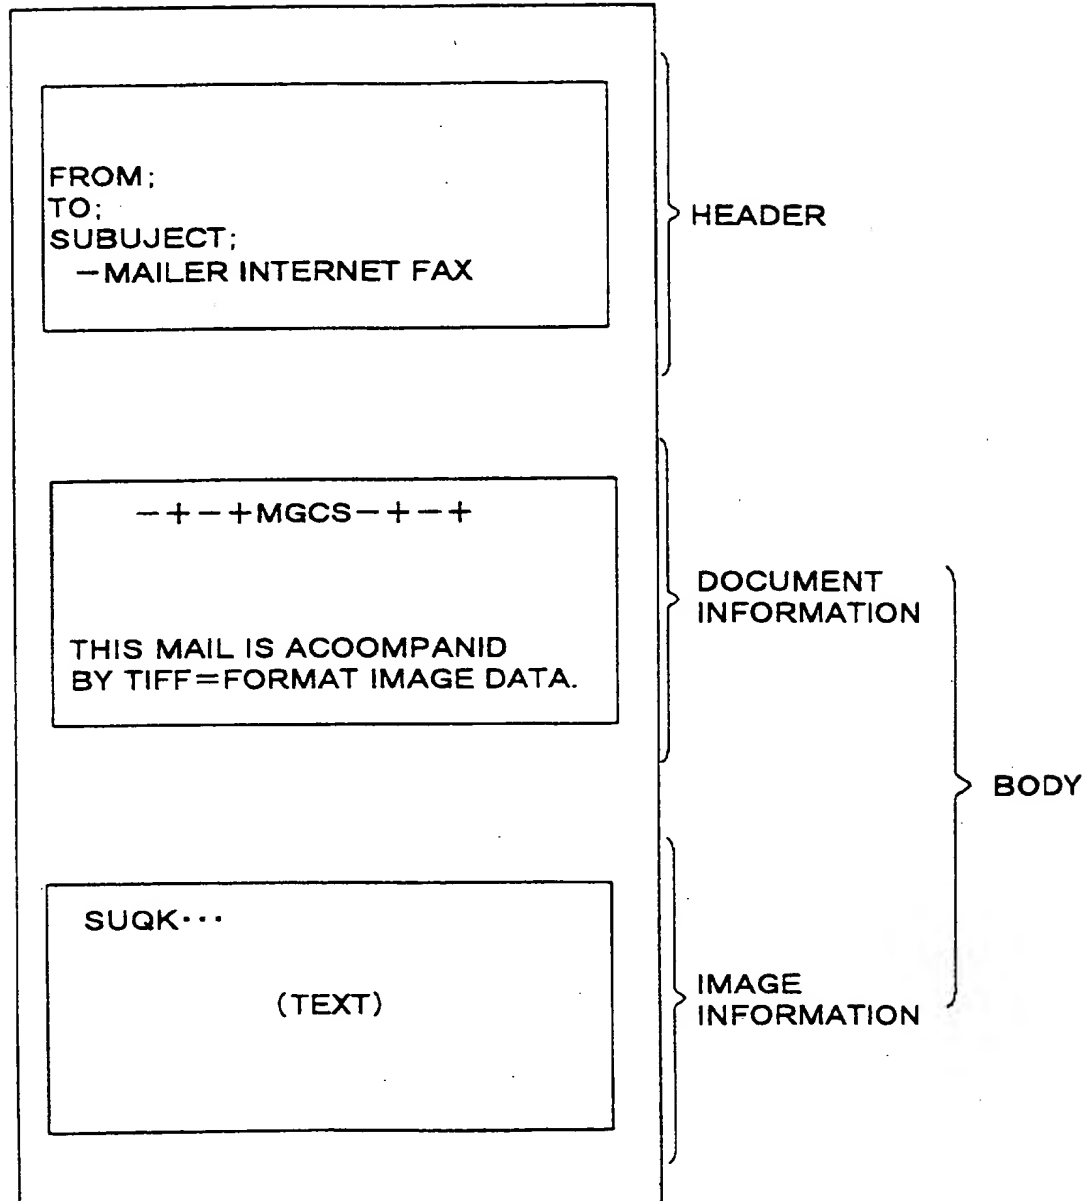 FROM;
TO;
SUBUJECT;
-MAILER INTERNET FAX
HEADER
-+-+MGCS-+-+
THIS MAIL IS ACOOMPANID
BY TIFF=FORMAT IMAGE DATA.
DOCUMENT
INFORMATION
BODY
SUQK···
(TEXT)
IMAGE
INFORMATION